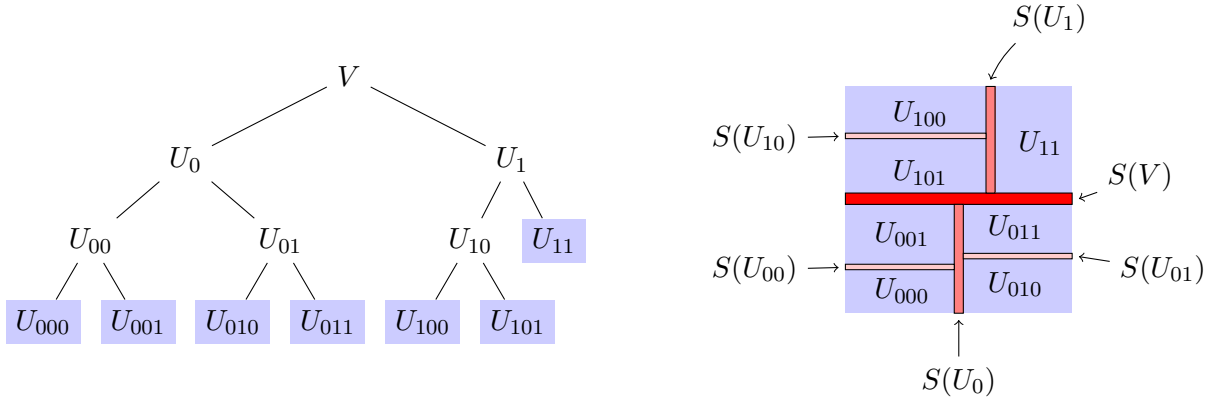 V
U_0 U_1
U_00 U_01 U_10 U_11
U_000 U_001 U_010 U_011 U_100 U_101
S(U_1)
U_100
S(U_10) U_11
U_101 S(V)
U_001 U_011
S(U_00) S(U_01)
U_000 U_010
S(U_0)